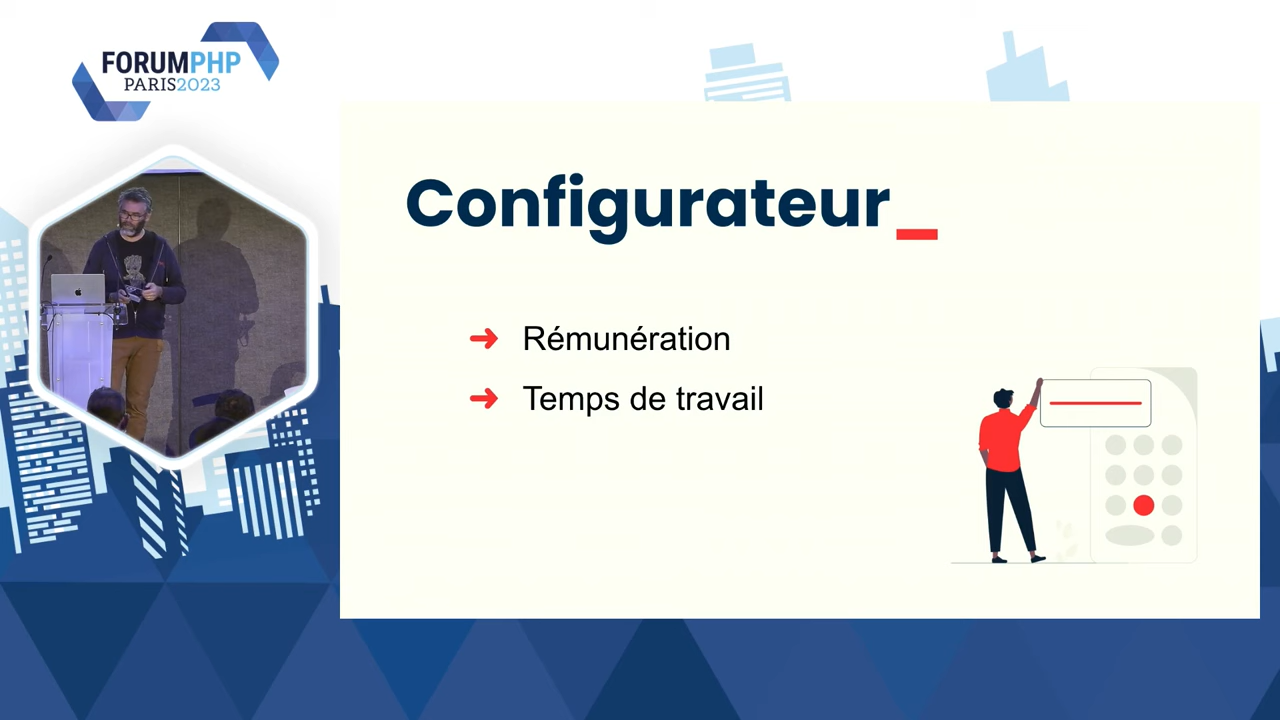 FORUMPHP
PARIS2023
Configurateur_
➔ Rémunération
➔ Temps de travail